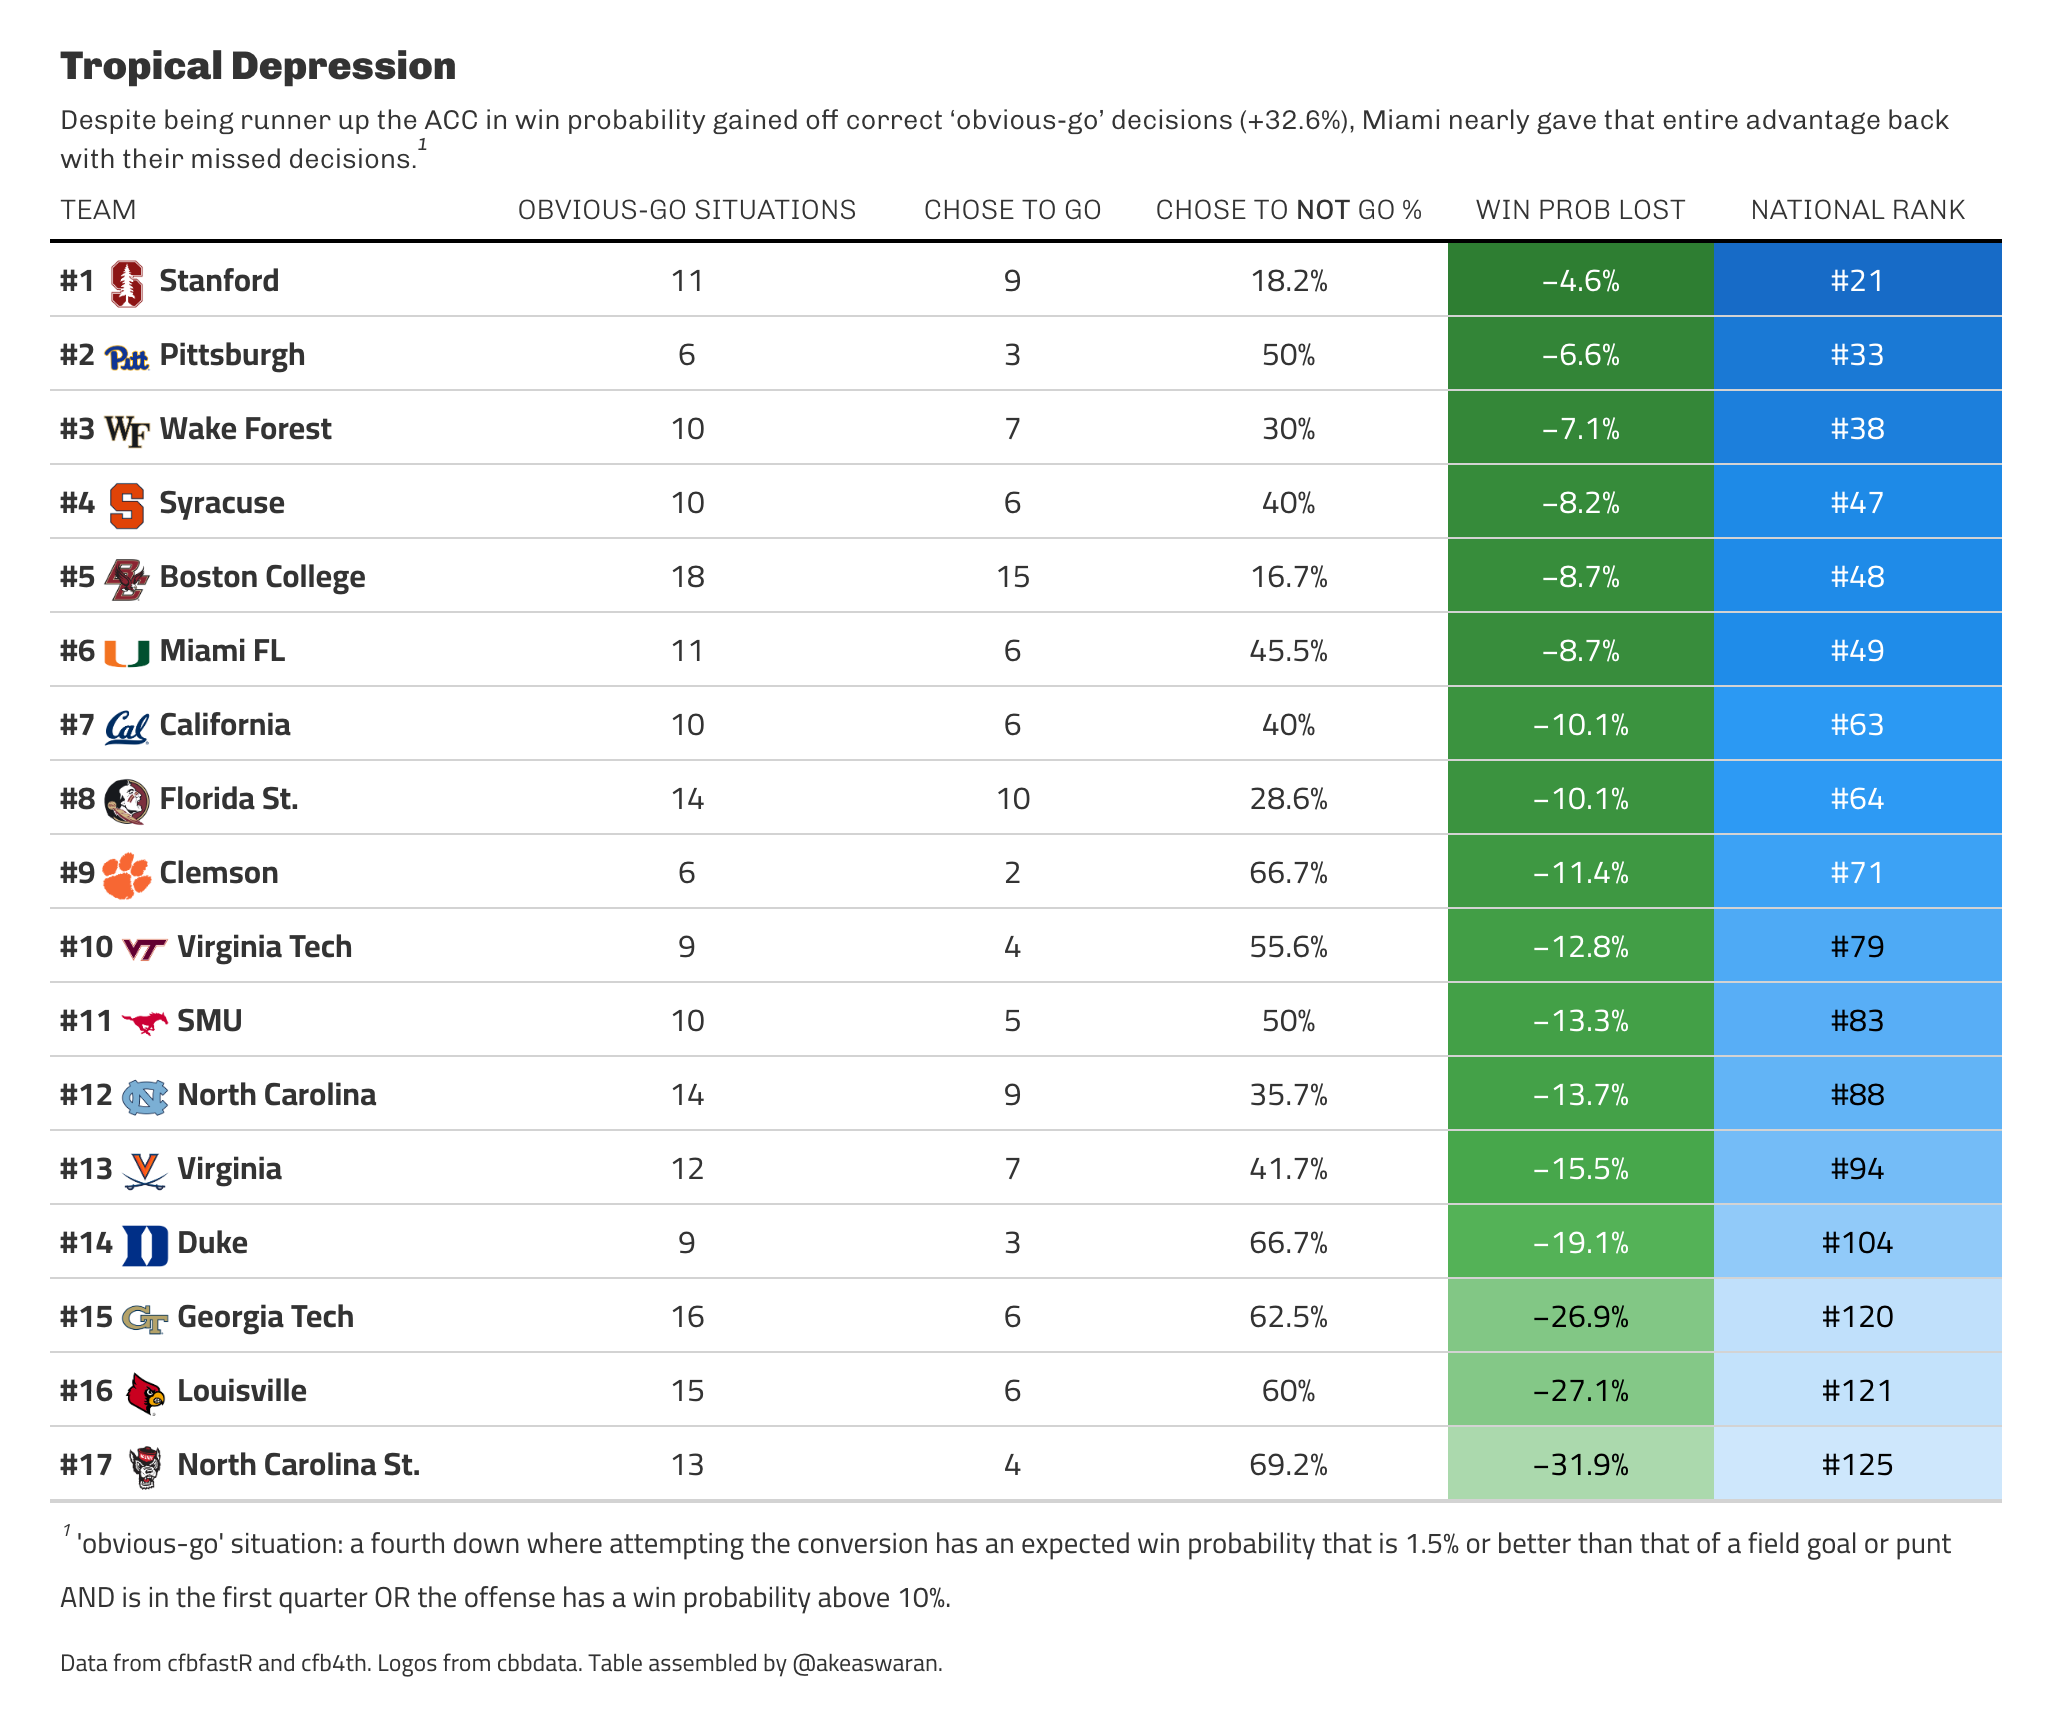 Tropical Depression
Despite being runner up the ACC in win probability gained off correct ‘obvious-go’ decisions (+32.6%), Miami nearly gave that entire advantage back
with their missed decisions.1
TEAM OBVIOUS-GO SITUATIONS CHOSE TO GO CHOSE TO NOT GO % WIN PROB LOST NATIONAL RANK
#1 Stanford 11 9 18.2% −4.6% #21
#2 Pitt Pittsburgh 6 3 50% −6.6% #33
#3 WF Wake Forest 10 7 30% −7.1% #38
#4 S Syracuse 10 6 40% −8.2% #47
#5 BC Boston College 18 15 16.7% −8.7% #48
#6 Miami FL 11 6 45.5% −8.7% #49
#7 Cal California 10 6 40% −10.1% #63
#8 Florida St. 14 10 28.6% −10.1% #64
#9 Clemson 6 2 66.7% −11.4% #71
#10 VT Virginia Tech 9 4 55.6% −12.8% #79
#11 SMU 10 5 50% −13.3% #83
#12 NC North Carolina 14 9 35.7% −13.7% #88
#13 Virginia 12 7 41.7% −15.5% #94
#14 D Duke 9 3 66.7% −19.1% #104
#15 GT Georgia Tech 16 6 62.5% −26.9% #120
#16 Louisville 15 6 60% −27.1% #121
#17 North Carolina St. 13 4 69.2% −31.9% #125
1 'obvious-go' situation: a fourth down where attempting the conversion has an expected win probability that is 1.5% or better than that of a field goal or punt
AND is in the first quarter OR the offense has a win probability above 10%.
Data from cfbfastR and cfb4th. Logos from cbbdata. Table assembled by @akeaswaran.